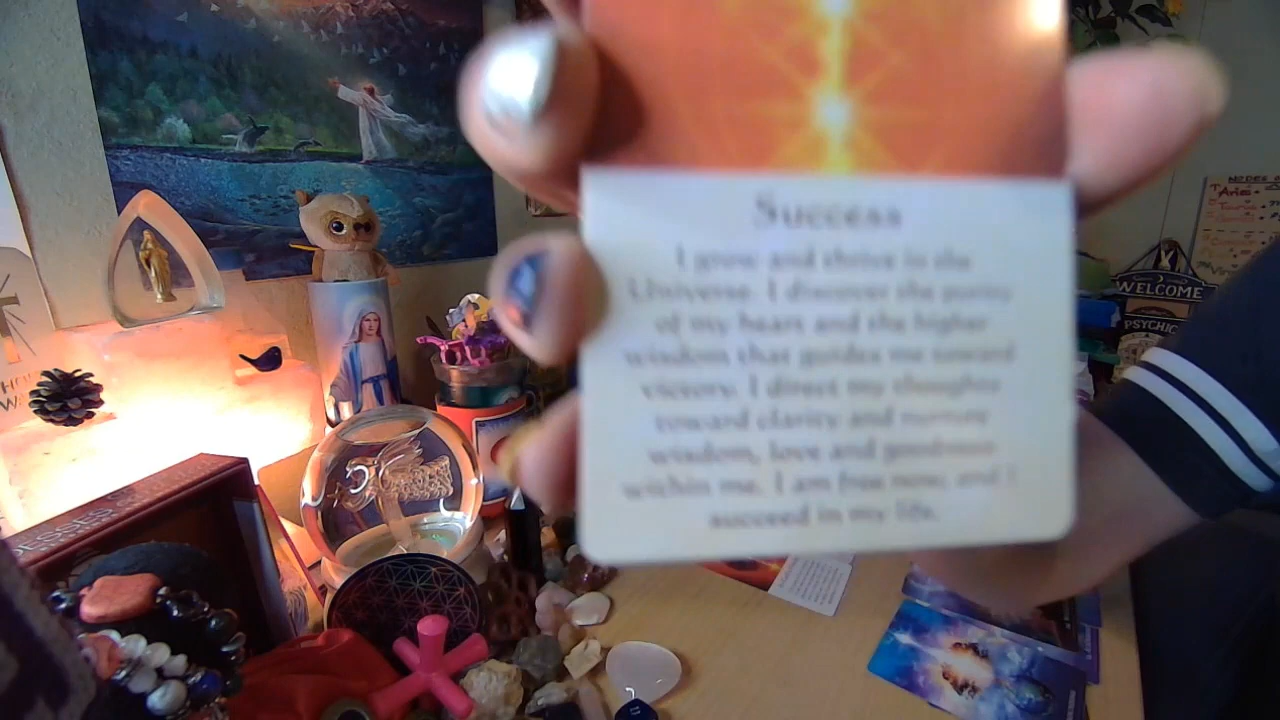 Success
I grow and thrive in the
Universe. I discover the purity
of my heart and the higher
wisdom that guides me toward
victory. I direct my thoughts
toward clarity and nurture
wisdom, love and goodness
within me. I am free now, and I
succeed in my life.
WELCOME
PSYCHIC
Aries